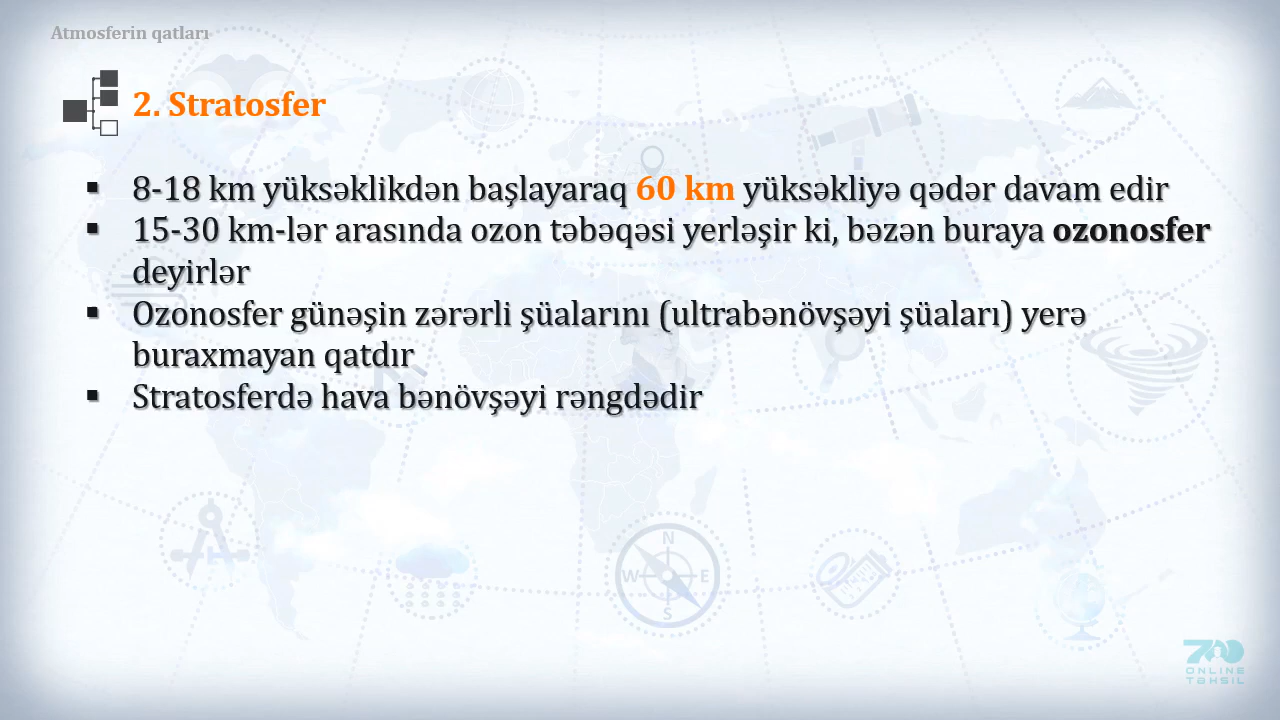 Atmosferin qatları
2. Stratosfer
▪ 8-18 km yüksəklikdən başlayaraq 60 km yüksəkliyə qədər davam edir
▪ 15-30 km-lər arasında ozon təbəqəsi yerləşir ki, bəzən buraya ozonosfer
deyirlər
▪ Ozonosfer günəşin zərərli şüalarını (ultrabənövşəyi şüaları) yerə
buraxmayan qatdır
▪ Stratosferdə hava bənövşəyi rəngdədir
N
W E
S
700
ONLINE
TəHSIL